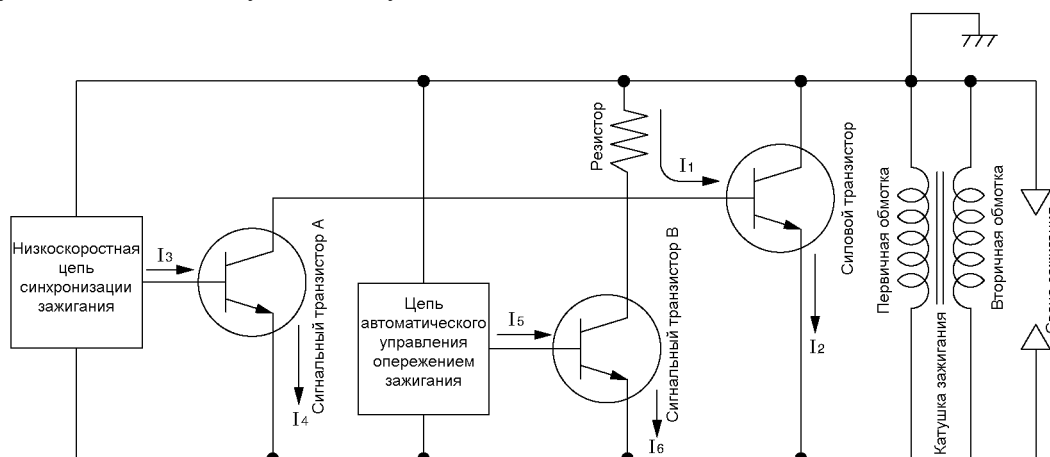 Низкоскоростная
цепь
синхронизации
зажигания
I3
I4
Сигнальный транзистор А
Цепь
автоматического
управления
опережением
зажигания
I5
I6
Сигнальный транзистор В
Резистор
I1
I2
Силовой транзистор
Первичная обмотка
Катушка зажигания
Вторичная обмотка